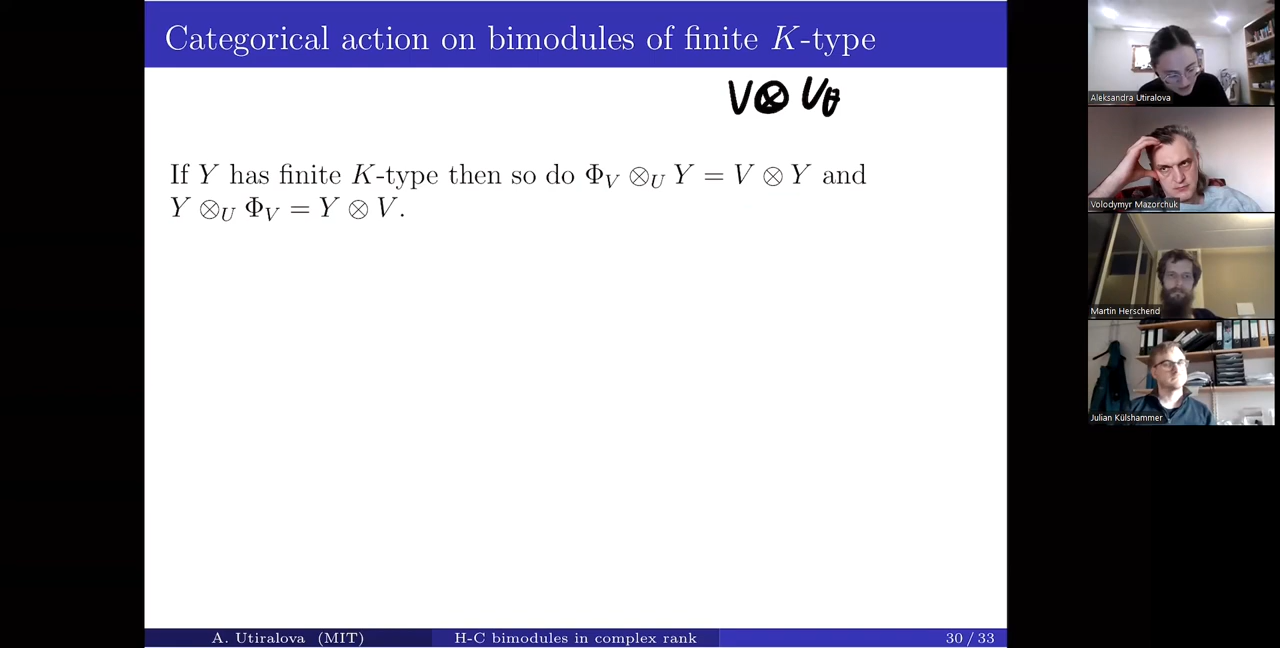 Categorical action on bimodules of finite K-type
V ⊗ U_θ
If Y has finite K-type then so do Φ_V ⊗_U Y = V ⊗ Y and
Y ⊗_U Φ_V = Y ⊗ V.
A. Utiralova (MIT) H-C bimodules in complex rank 30 / 33
Aleksandra Utiralova
Volodymyr Mazorchuk
Martin Herschend
Julian Külshammer